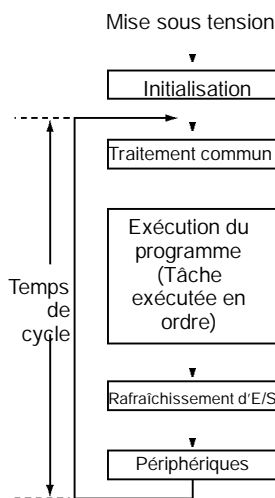 Mise sous tension
Initialisation
Traitement commun
Exécution du
programme
(Tâche
exécutée en
ordre)
Temps
de
cycle
Rafraîchissement d'E/S
Périphériques